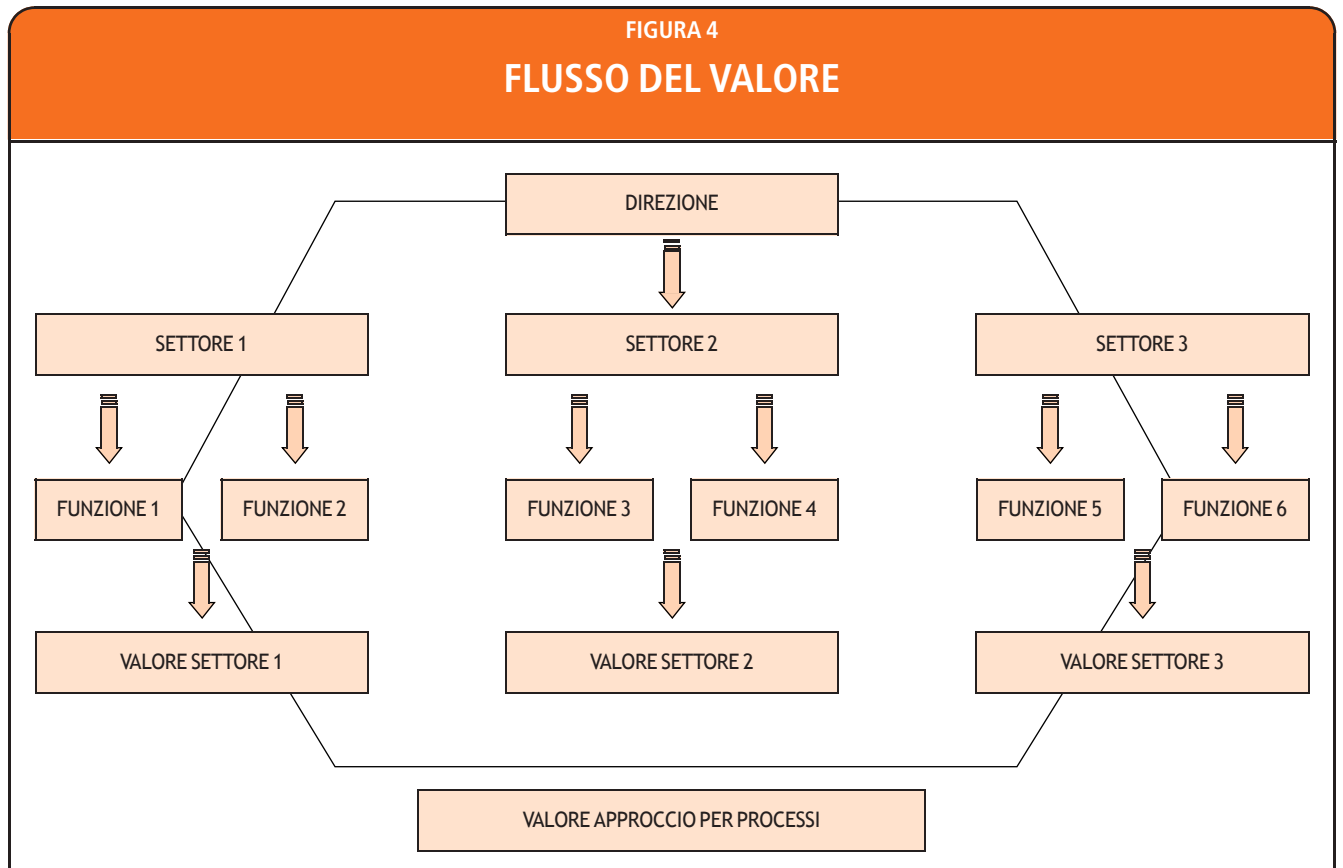 FIGURA 4
FLUSSO DEL VALORE
DIREZIONE
SETTORE 1
SETTORE 2
SETTORE 3
FUNZIONE 1
FUNZIONE 2
FUNZIONE 3
FUNZIONE 4
FUNZIONE 5
FUNZIONE 6
VALORE SETTORE 1
VALORE SETTORE 2
VALORE SETTORE 3
VALORE APPROCCIO PER PROCESSI